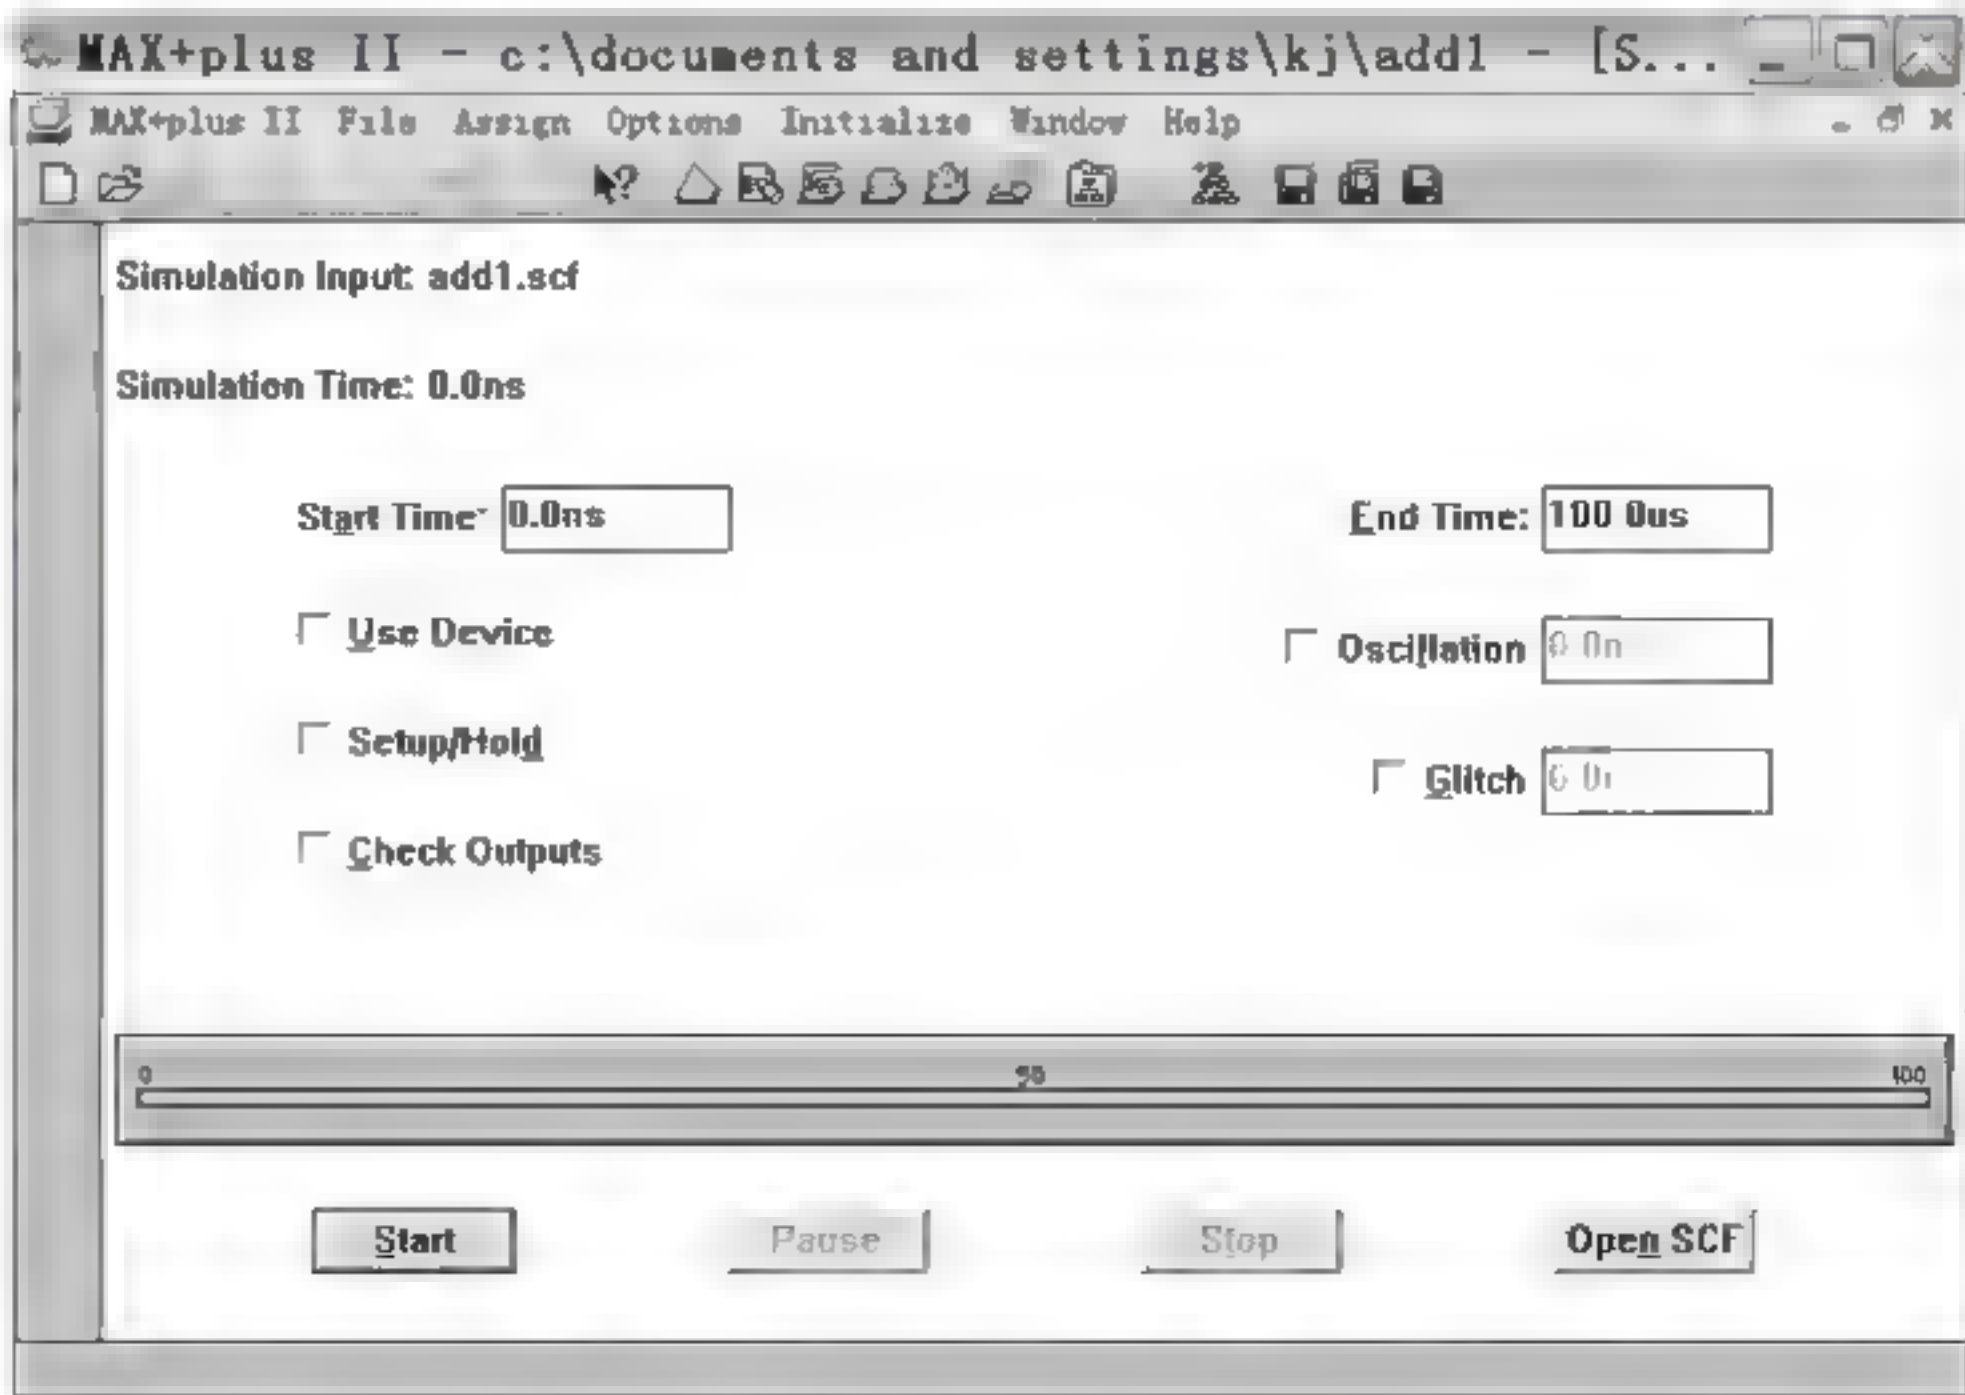 MAX+plus II - c:\documents and settings\kj\add1 - [S...
MAX+plus II File Assign Options Initialize Window Help
Simulation Input: add1.scf
Simulation Time: 0.0ns
Start Time: 0.0ns End Time: 100.0us
Use Device Oscillation
Setup/Hold Glitch
Check Outputs
0 50 100
Start Pause Stop Open SCF